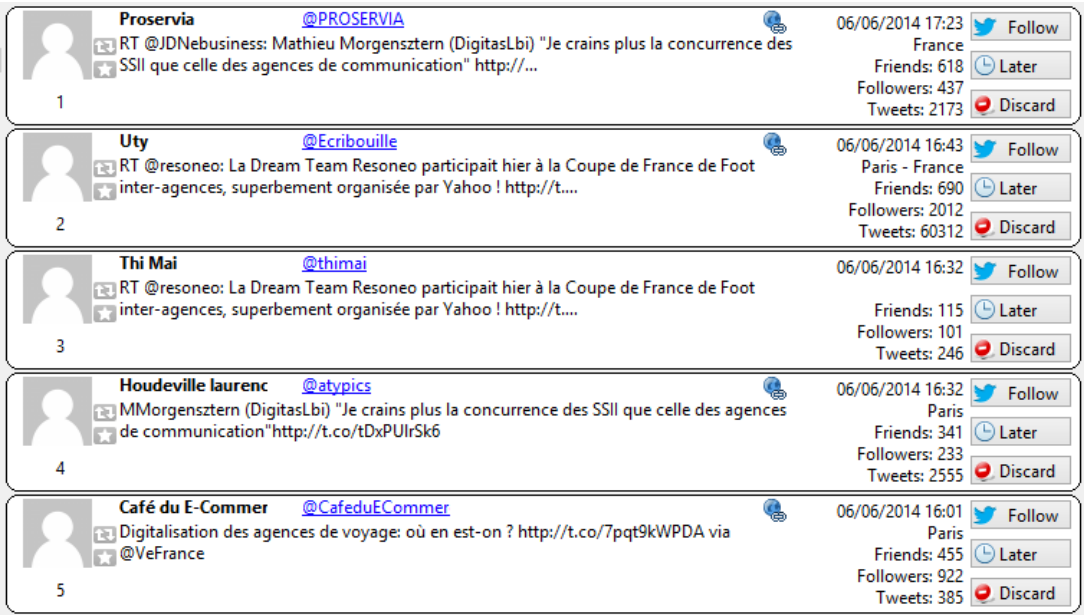 Proservia @PROSERVIA 06/06/2014 17:23 Follow
RT @JDNebusiness: Mathieu Morgensztern (DigitasLbi) "Je crains plus la concurrence des France
SSII que celle des agences de communication" http://... Friends: 618 Later
Followers: 437
1 Tweets: 2173 Discard
Uty @Ecribouille 06/06/2014 16:43 Follow
RT @resoneo: La Dream Team Resoneo participait hier à la Coupe de France de Foot Paris - France
inter-agences, superbement organisée par Yahoo ! http://t.... Friends: 690 Later
Followers: 2012
2 Tweets: 60312 Discard
Thi Mai @thimai 06/06/2014 16:32 Follow
RT @resoneo: La Dream Team Resoneo participait hier à la Coupe de France de Foot
inter-agences, superbement organisée par Yahoo ! http://t.... Friends: 115 Later
Followers: 101
3 Tweets: 246 Discard
Houdeville laurenc @atypics 06/06/2014 16:32 Follow
MMorgensztern (DigitasLbi) "Je crains plus la concurrence des SSII que celle des agences Paris
de communication"http://t.co/tDxPUIrSk6 Friends: 341 Later
Followers: 233
4 Tweets: 2555 Discard
Café du E-Commer @CafeduECommer 06/06/2014 16:01 Follow
Digitalisation des agences de voyage: où en est-on ? http://t.co/7pqt9kWPDA via Paris
@VeFrance Friends: 455 Later
Followers: 922
5 Tweets: 385 Discard